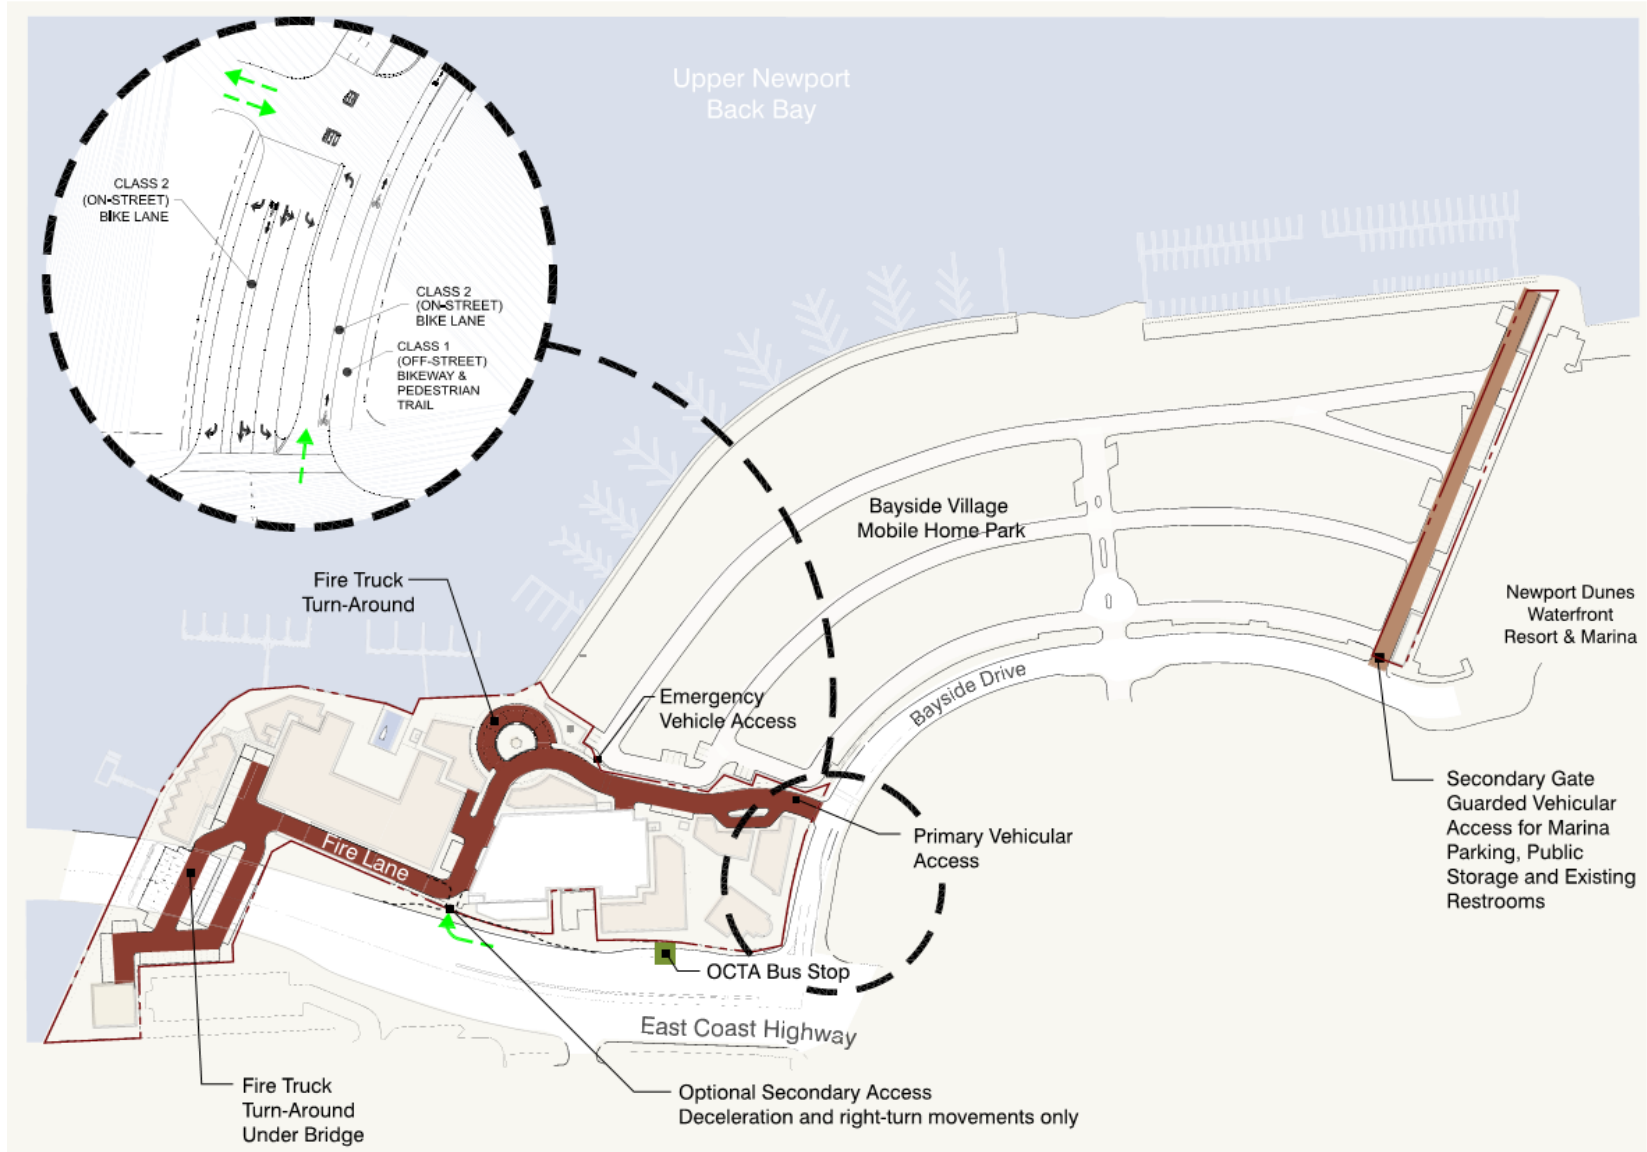 Upper Newport
Back Bay
CLASS 2
(ON-STREET)
BIKE LANE
CLASS 2
(ON-STREET)
BIKE LANE
CLASS 1
(OFF-STREET)
BIKEWAY &
PEDESTRIAN
TRAIL
Bayside Village
Mobile Home Park
Fire Truck
Turn-Around
Newport Dunes
Waterfront
Resort & Marina
Emergency
Vehicle Access
Bayside Drive
Secondary Gate
Guarded Vehicular
Access for Marina
Parking, Public
Storage and Existing
Restrooms
Primary Vehicular
Access
Fire Lane
OCTA Bus Stop
East Coast Highway
Fire Truck
Turn-Around
Under Bridge
Optional Secondary Access
Deceleration and right-turn movements only